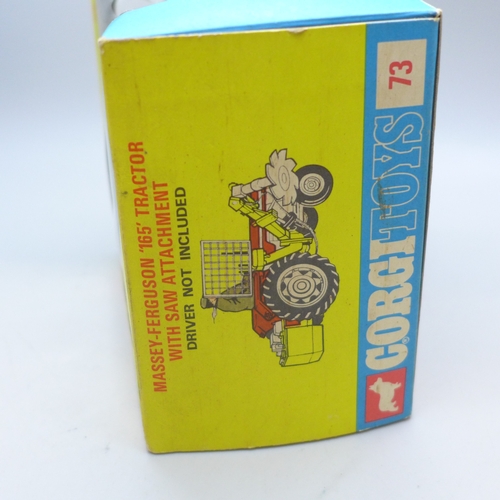 CORGI TOYS 73
MASSEY-FERGUSON '165' TRACTOR
WITH SAW ATTACHMENT
DRIVER NOT INCLUDED